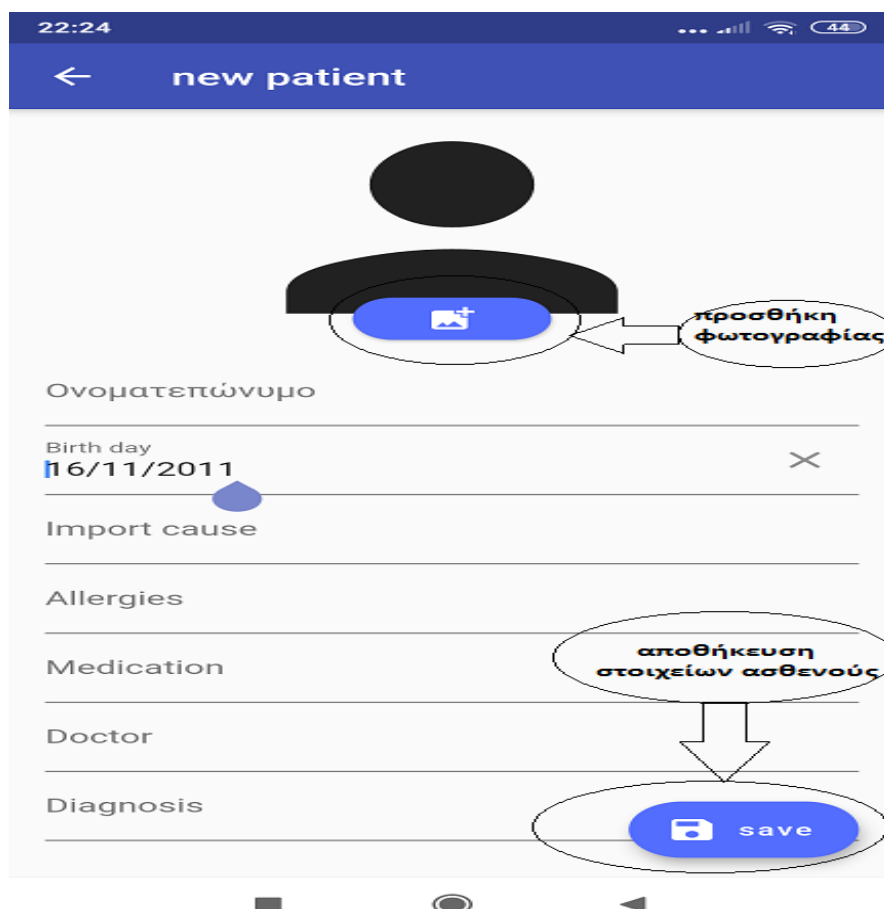 22:24
44
new patient
προσθήκη
φωτογραφίας
Ονοματεπώνυμο
Birth day
16/11/2011
Import cause
Allergies
αποθήκευση
στοιχείων ασθενούς
Medication
Doctor
Diagnosis
save